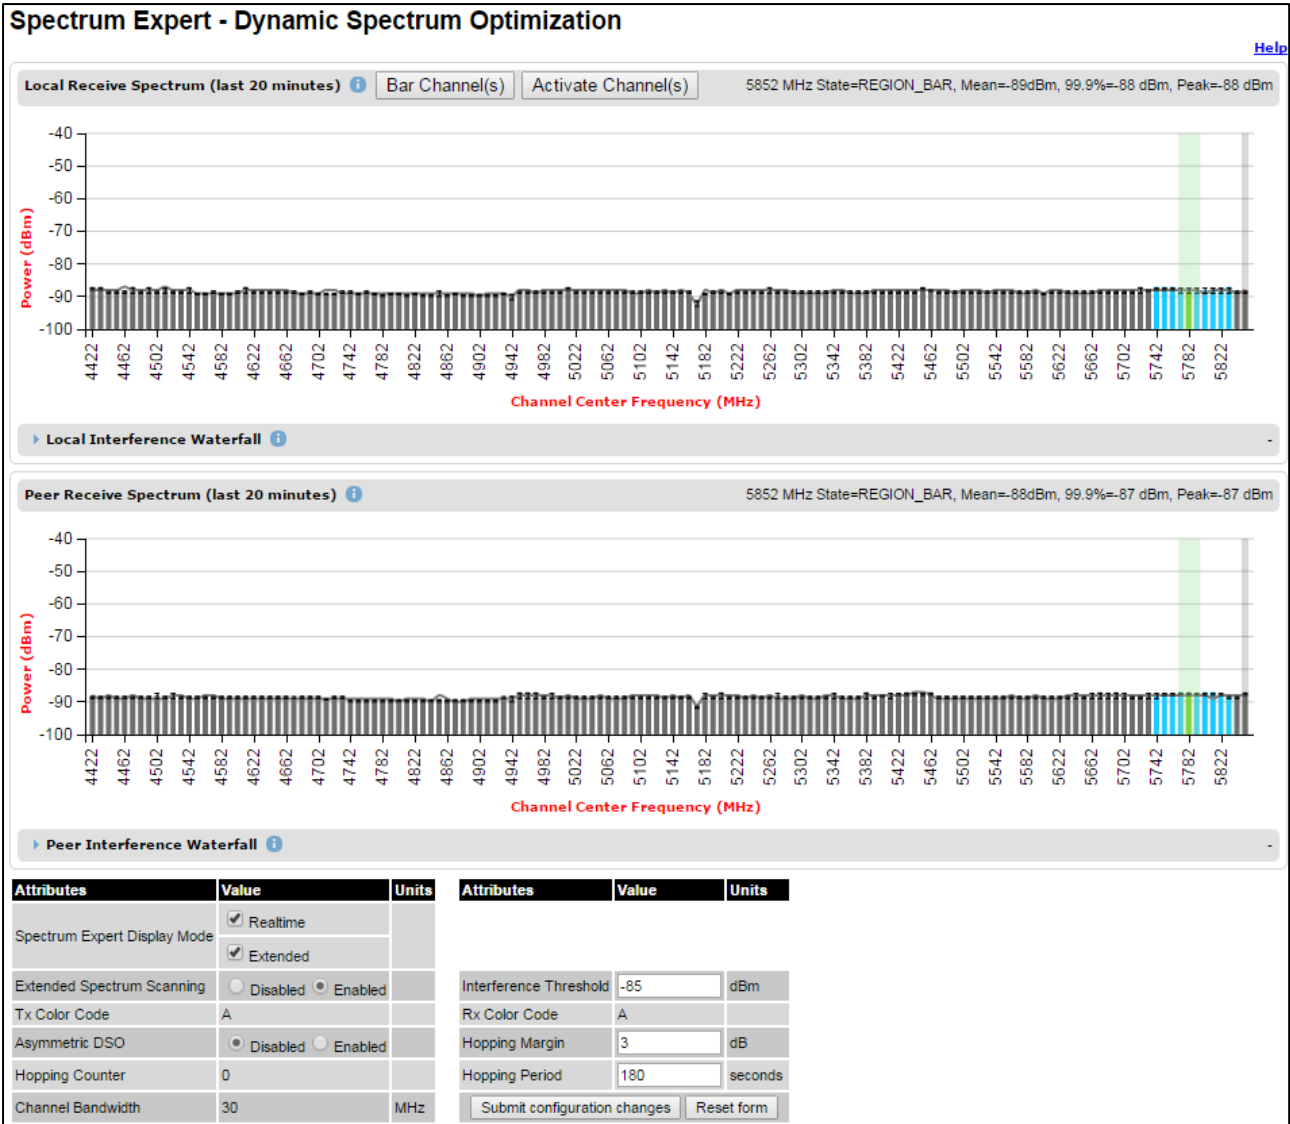 Spectrum Expert - Dynamic Spectrum Optimization
Help
Local Receive Spectrum (last 20 minutes) i Bar Channel(s) Activate Channel(s) 5852 MHz State=REGION_BAR, Mean=-89dBm, 99.9%=-88 dBm, Peak=-88 dBm
-40
-50
-60
-70
-80
-90
-100
Power (dBm)
4422 4462 4502 4542 4582 4622 4662 4702 4742 4782 4822 4862 4902 4942 4982 5022 5062 5102 5142 5182 5222 5262 5302 5342 5382 5422 5462 5502 5542 5582 5622 5662 5702 5742 5782 5822
Channel Center Frequency (MHz)
Local Interference Waterfall i -
Peer Receive Spectrum (last 20 minutes) i 5852 MHz State=REGION_BAR, Mean=-88dBm, 99.9%=-87 dBm, Peak=-87 dBm
-40
-50
-60
-70
-80
-90
-100
Power (dBm)
4422 4462 4502 4542 4582 4622 4662 4702 4742 4782 4822 4862 4902 4942 4982 5022 5062 5102 5142 5182 5222 5262 5302 5342 5382 5422 5462 5502 5542 5582 5622 5662 5702 5742 5782 5822
Channel Center Frequency (MHz)
Peer Interference Waterfall i -
Attributes Value Units Attributes Value Units
Spectrum Expert Display Mode Realtime
Extended
Extended Spectrum Scanning Disabled Enabled Interference Threshold -85 dBm
Tx Color Code A Rx Color Code A
Asymmetric DSO Disabled Enabled Hopping Margin 3 dB
Hopping Counter 0 Hopping Period 180 seconds
Channel Bandwidth 30 MHz Submit configuration changes Reset form